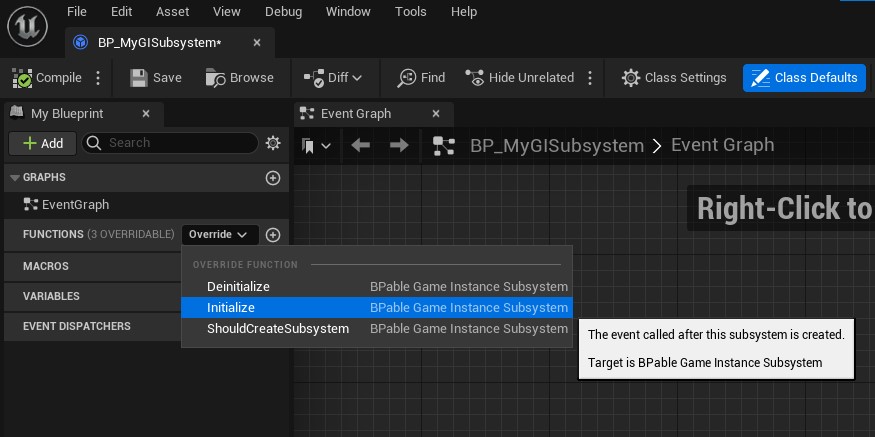 File Edit Asset View Debug Window Tools Help
BP_MyGISubsystem*
Compile Save Browse Diff Find Hide Unrelated Class Settings Class Defaults
My Blueprint Event Graph
Add Search BP_MyGISubsystem Event Graph
GRAPHS
Right-Click to
EventGraph
FUNCTIONS (3 OVERRIDABLE) Override
OVERRIDE FUNCTION
MACROS
Deinitialize BPable Game Instance Subsystem
VARIABLES
Initialize BPable Game Instance Subsystem
EVENT DISPATCHERS
ShouldCreateSubsystem BPable Game Instance Subsystem
The event called after this subsystem is created.
Target is BPable Game Instance Subsystem